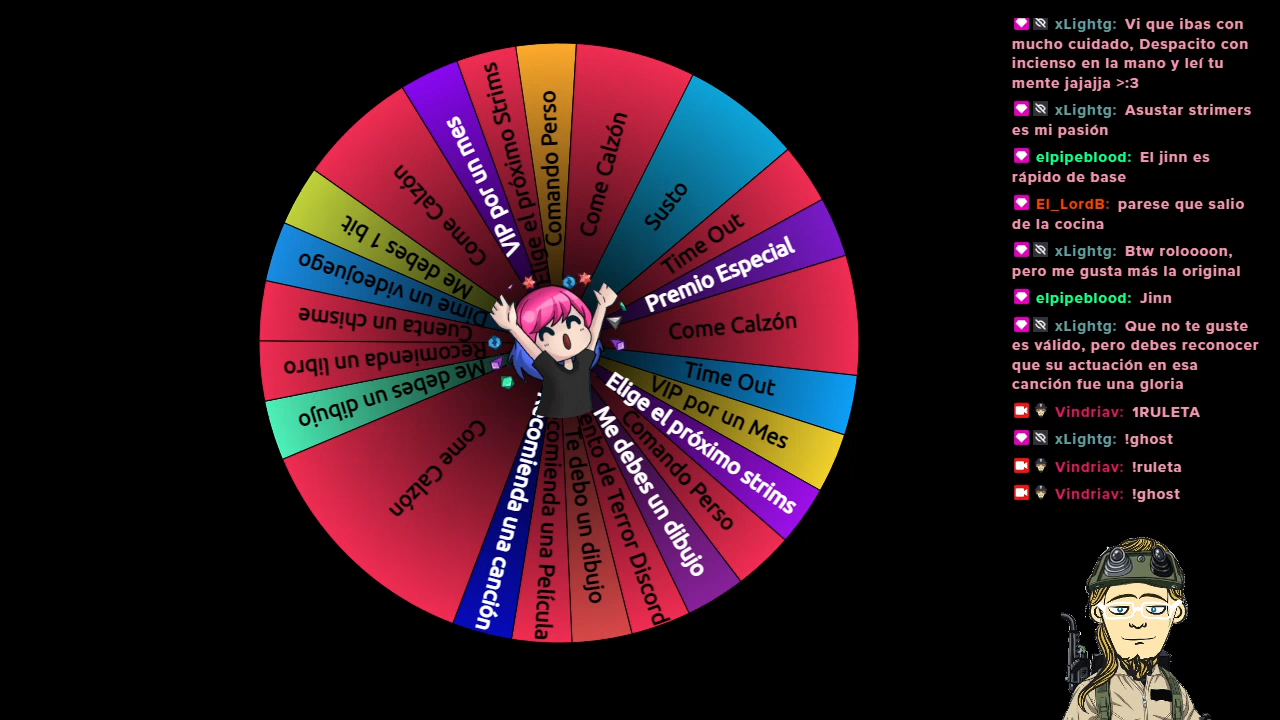 Comando Perso
Come Calzón
Susto
Time Out
Premio Especial
Come Calzón
Time Out
VIP por un Mes
Elige el próximo strims
Comando Perso
Me debes un dibujo
de Terror Discord
Te debo un dibujo
una Película
Recomienda una canción
Come Calzón
Me debes un dibujo
Recomienda un libro
Cuenta un chisme
Dime un videojuego
Me debes 1 bit
Come Calzón
VIP por un mes
Elige el próximo Strims
xLightg: Vi que ibas con
mucho cuidado, Despacito con
incienso en la mano y leí tu
mente jajajja >:3
xLightg: Asustar strimers
es mi pasión
elpipeblood: El jinn es
rápido de base
El_LordB: parese que salio
de la cocina
xLightg: Btw roloooon,
pero me gusta más la original
elpipeblood: Jinn
xLightg: Que no te guste
es válido, pero debes reconocer
que su actuación en esa
canción fue una gloria
Vindriav: 1RULETA
xLightg: !ghost
Vindriav: !ruleta
Vindriav: !ghost